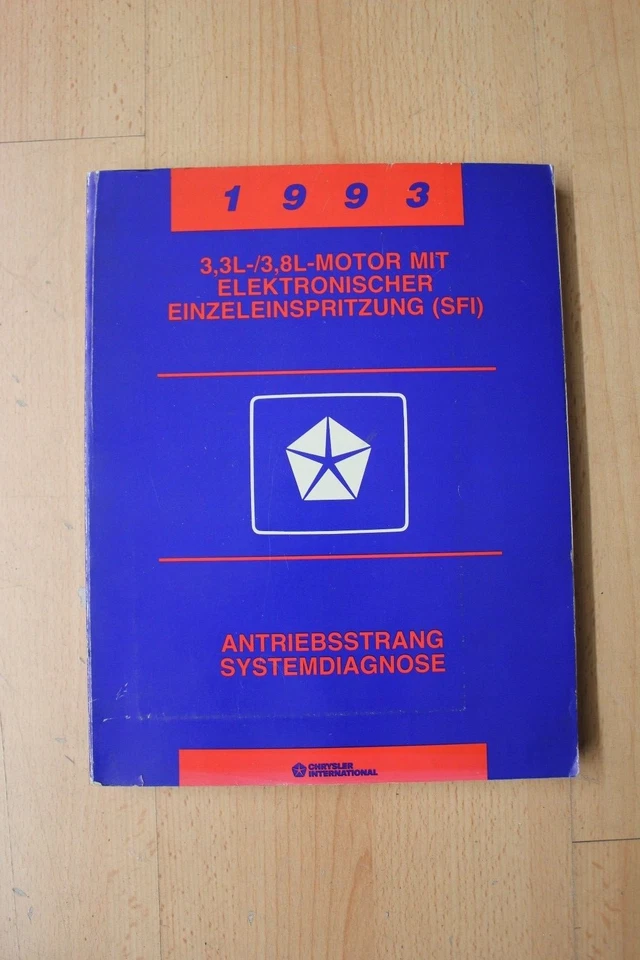 1993
3,3L-/3,8L-MOTOR MIT
ELEKTRONISCHER
EINZELEINSPRITZUNG (SFI)
ANTRIEBSSTRANG
SYSTEMDIAGNOSE
CHRYSLER
INTERNATIONAL